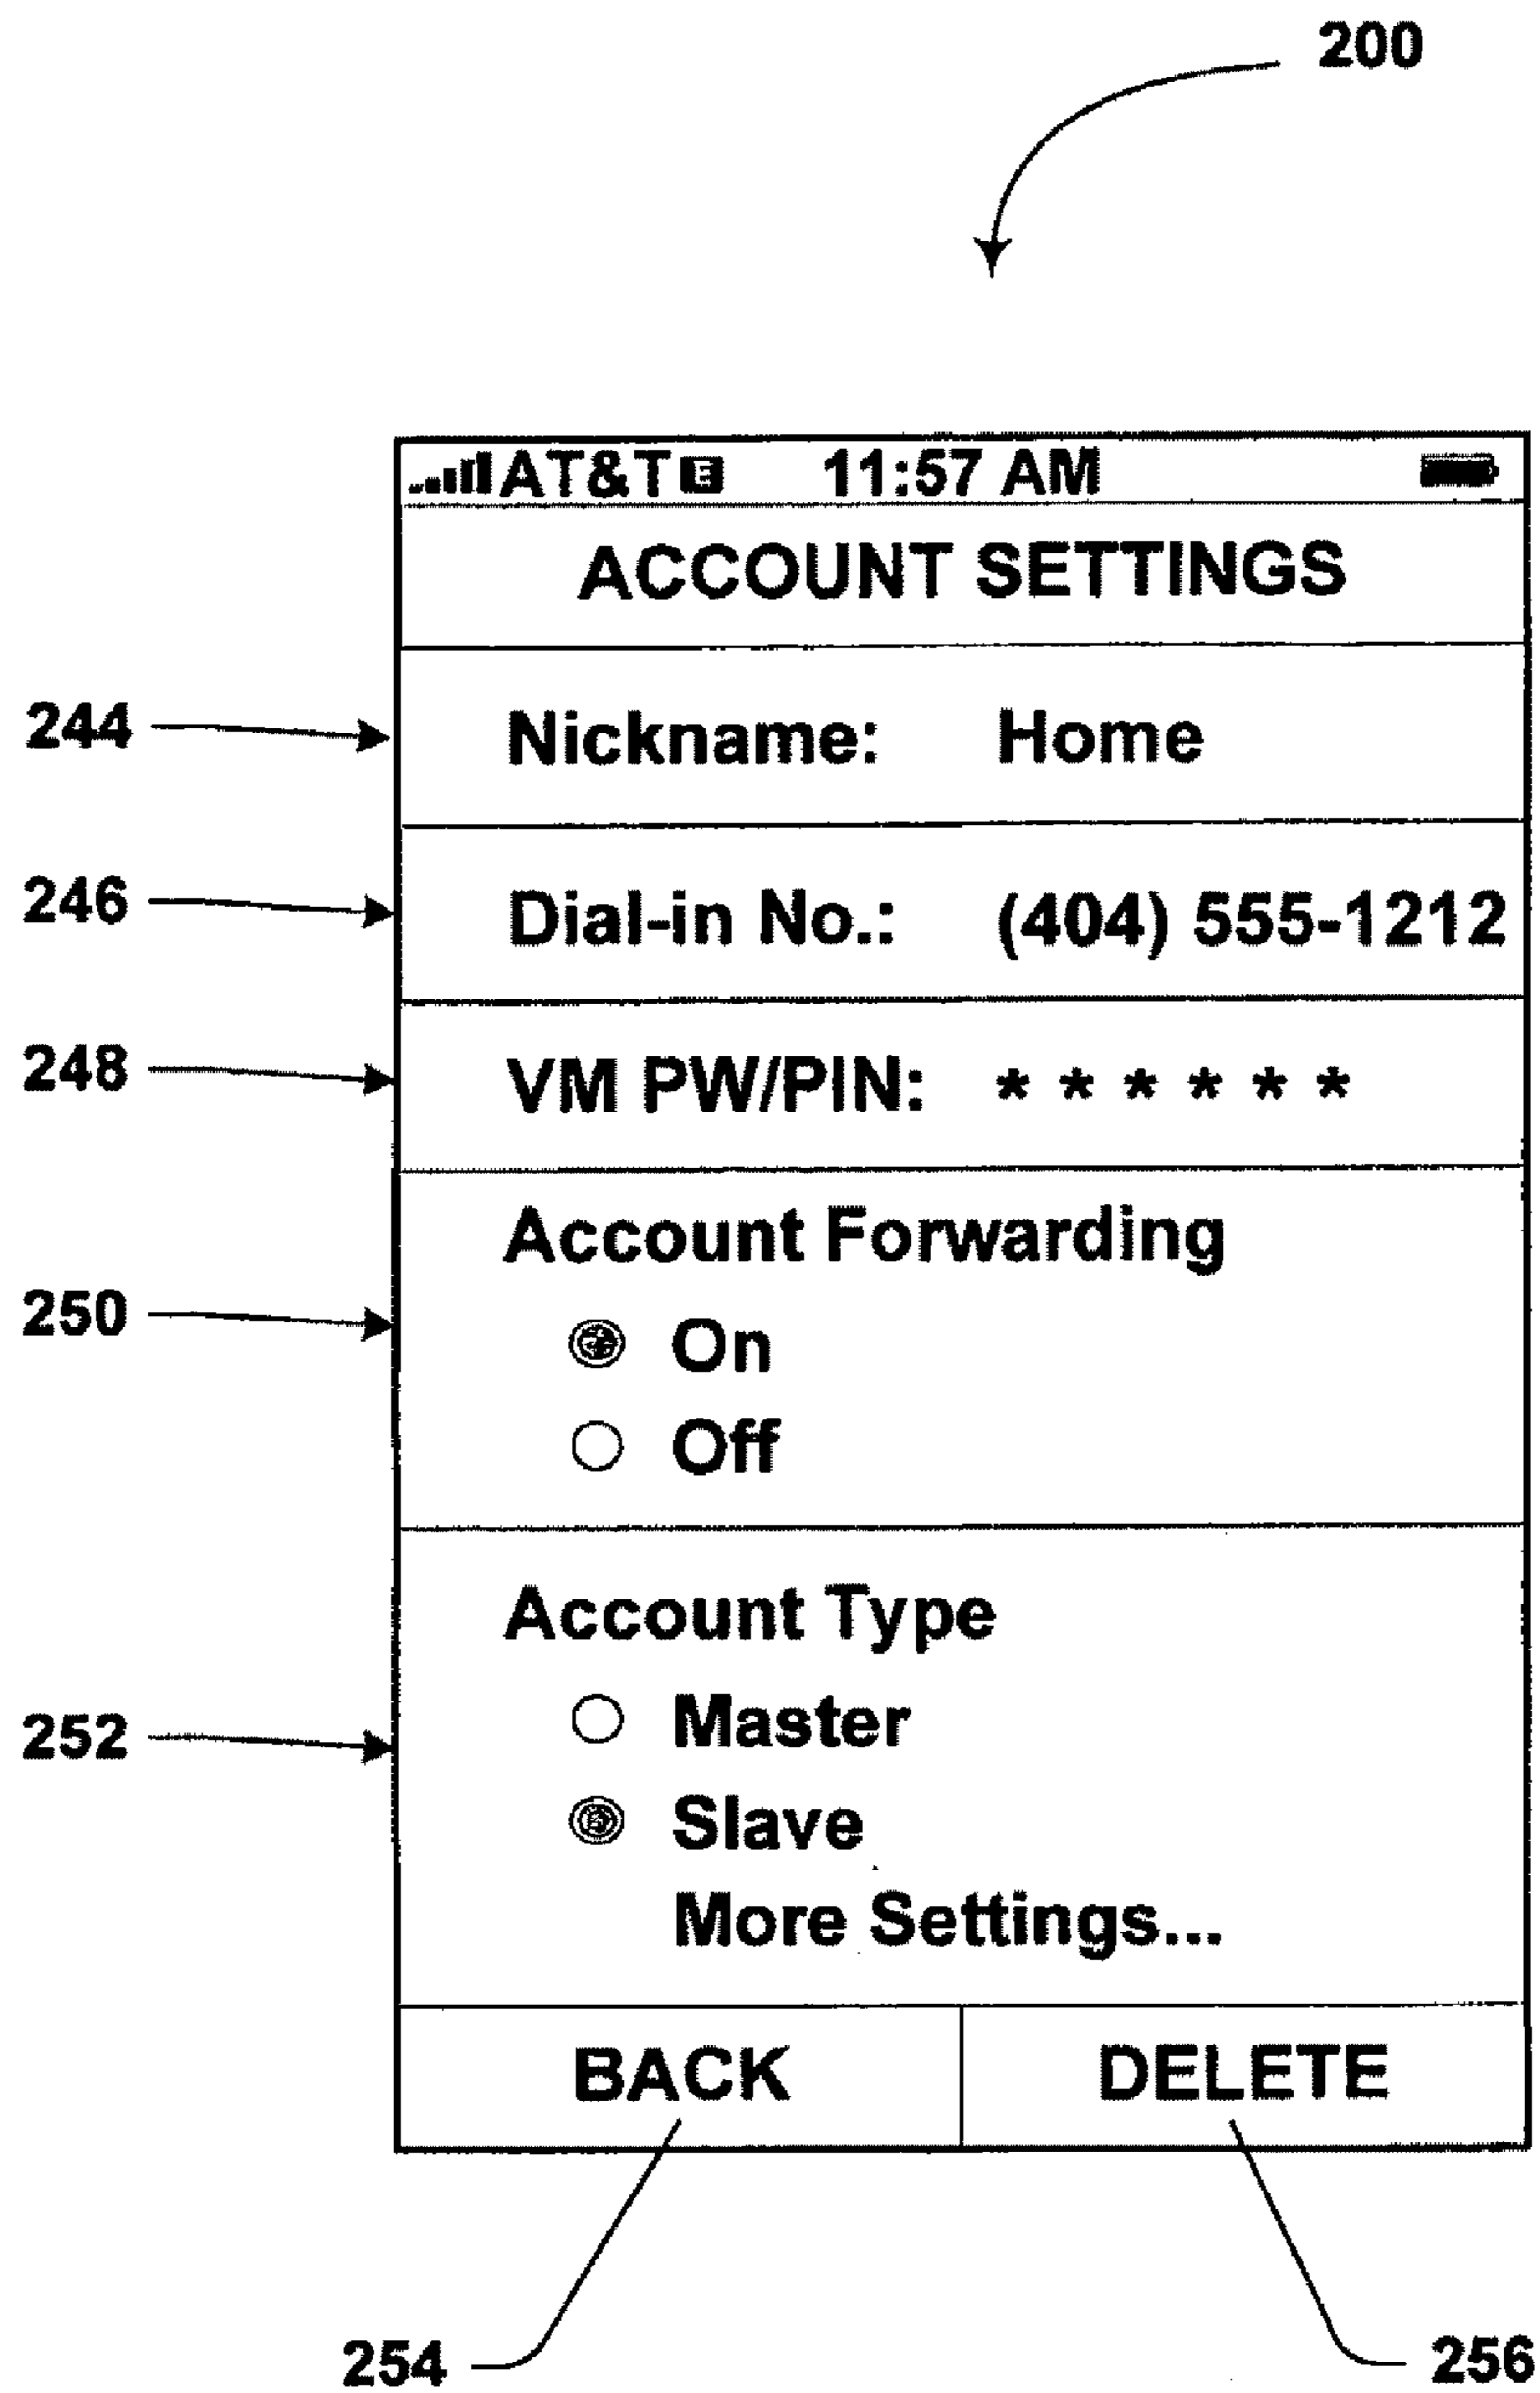 200
AT&T E 11:57 AM
ACCOUNT SETTINGS
244 Nickname: Home
246 Dial-in No.: (404) 555-1212
248 VM PW/PIN: * * * * * *
Account Forwarding
250
On
Off
Account Type
Master
252
Slave
More Settings...
BACK DELETE
254 256